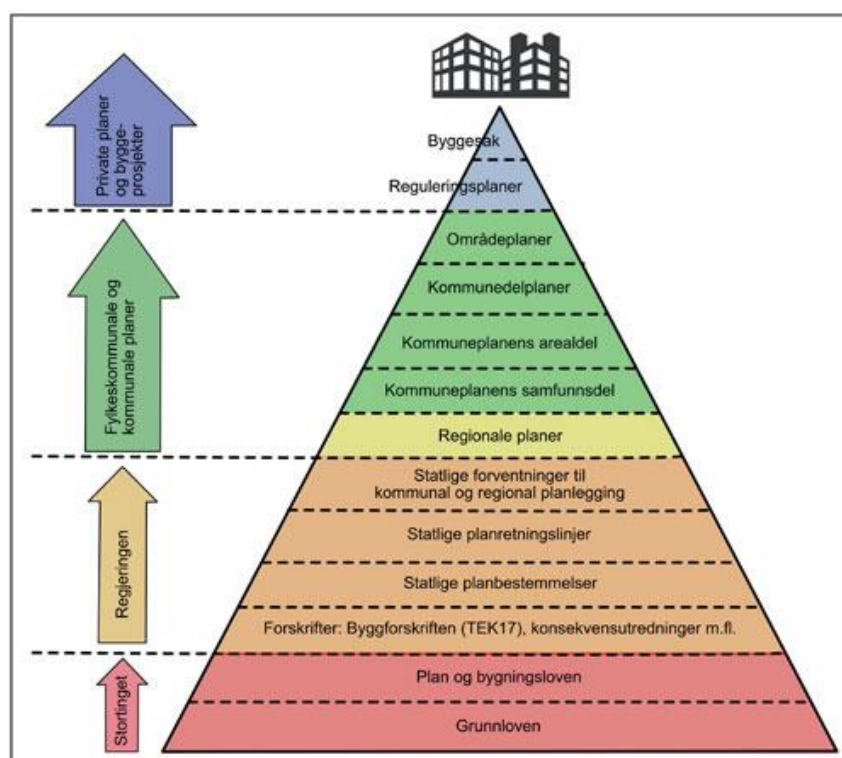 Private planer
og bygge-
prosjekter
Fylkeskommunale og
kommunale planer
Regjeringen
Stortinget
Byggesak
Reguleringsplaner
Områdeplaner
Kommunedelplaner
Kommuneplanens arealdel
Kommuneplanens samfunnsdel
Regionale planer
Statlige forventninger til
kommunal og regional planlegging
Statlige planretningslinjer
Statlige planbestemmelser
Forskrifter: Byggforskriften (TEK17), konsekvensutredninger m.fl.
Plan og bygningsloven
Grunnloven